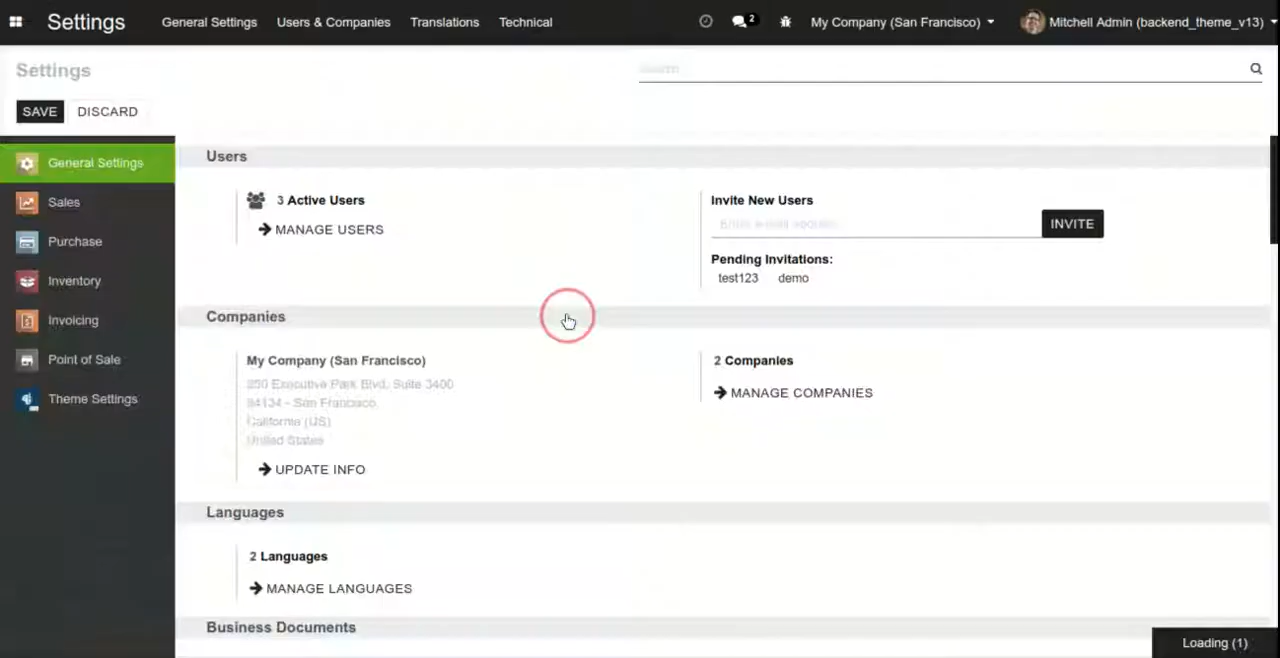 Settings General Settings Users & Companies Translations Technical 2 My Company (San Francisco) Mitchell Admin (backend_theme_v13)
Settings
Search
SAVE DISCARD
General Settings
Sales
Purchase
Inventory
Invoicing
Point of Sale
Theme Settings
Users
3 Active Users
MANAGE USERS
Invite New Users
Enter e-mail address
INVITE
Pending Invitations:
test123 demo
Companies
My Company (San Francisco)
250 Executive Park Blvd, Suite 3400
94134 - San Francisco
California (US)
United States
UPDATE INFO
2 Companies
MANAGE COMPANIES
Languages
2 Languages
MANAGE LANGUAGES
Business Documents
Loading (1)